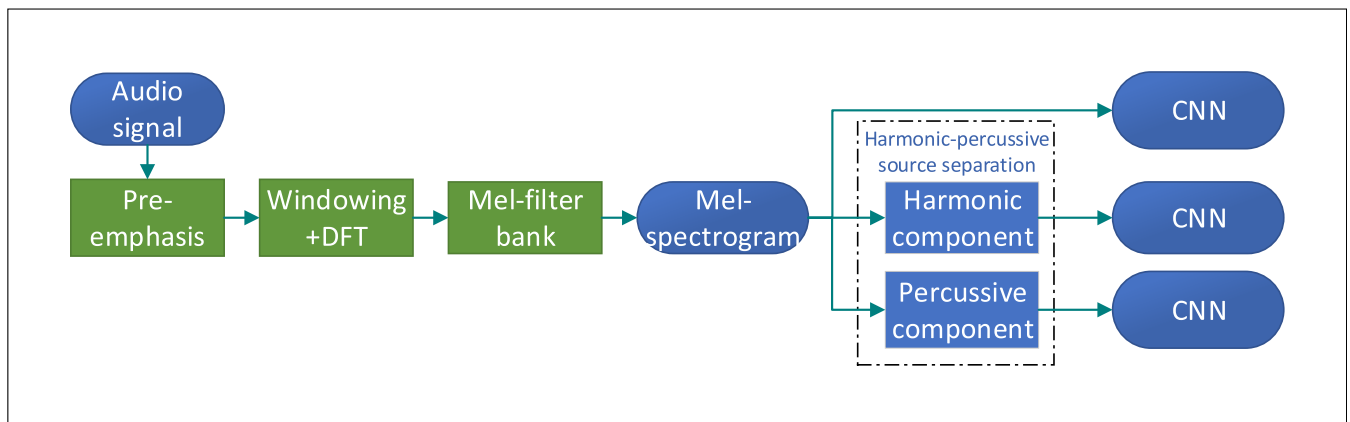 Audio
signal
Pre-
emphasis
Windowing
+DFT
Mel-filter
bank
Mel-
spectrogram
Harmonic-percussive
source separation
Harmonic
component
Percussive
component
CNN
CNN
CNN